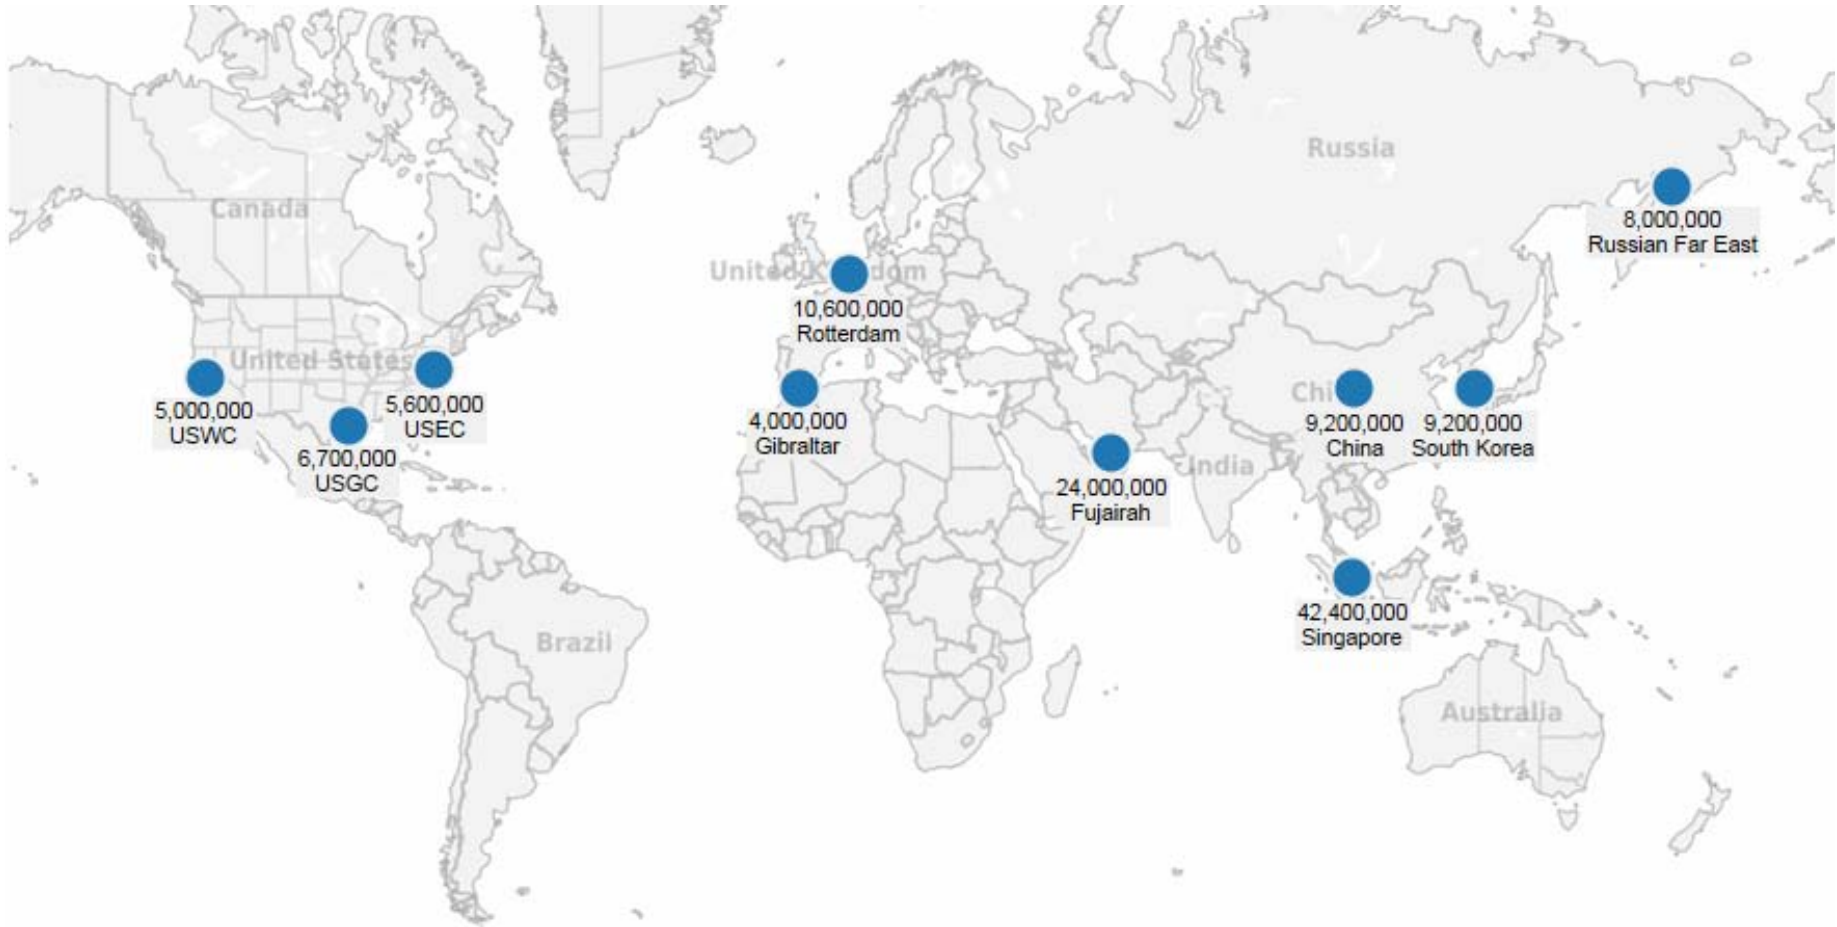 Russia
8,000,000
Russian Far East
Canada
United Kingdom
10,600,000
Rotterdam
United States
5,000,000
USWC
5,600,000
USEC
6,700,000
USGC
4,000,000
Gibraltar
24,000,000
Fujairah
India
9,200,000
China
9,200,000
South Korea
42,400,000
Singapore
Brazil
Australia